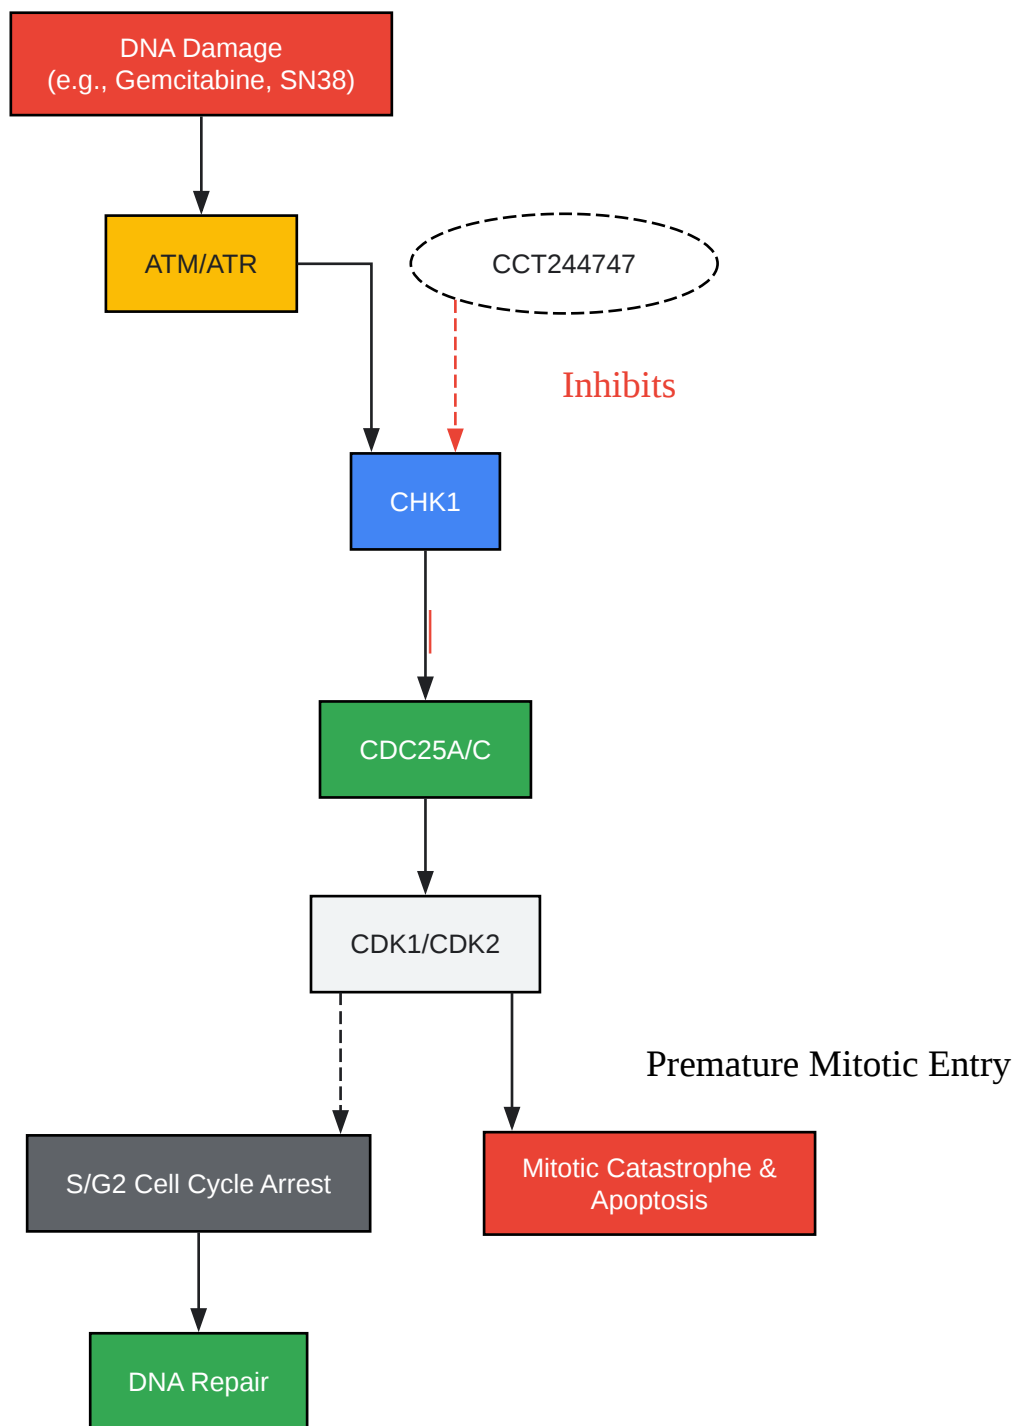 DNA Damage
(e.g., Gemcitabine, SN38)
ATM/ATR
CCT244747
Inhibits
CHK1
CDC25A/C
CDK1/CDK2
Premature Mitotic Entry
S/G2 Cell Cycle Arrest
Mitotic Catastrophe &
Apoptosis
DNA Repair